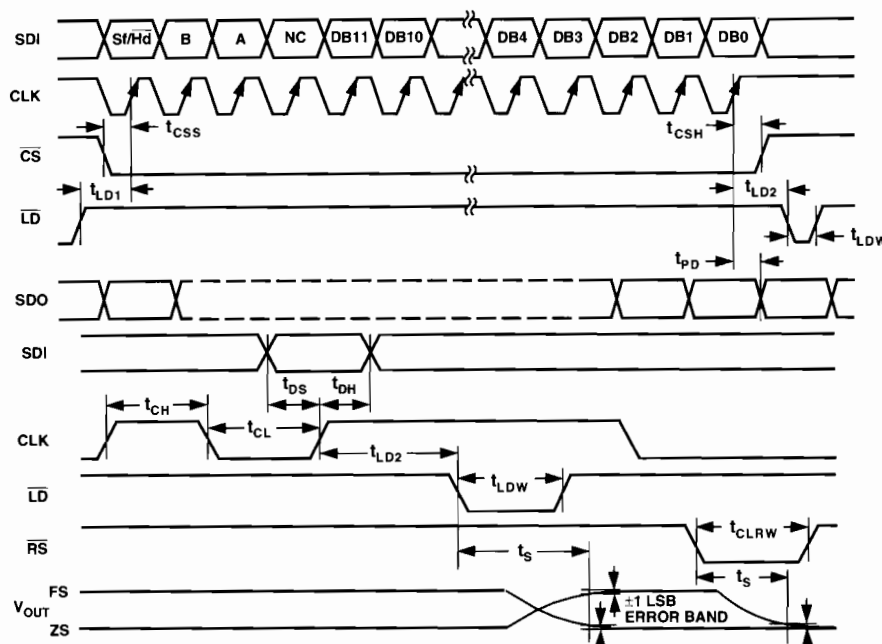 SDI Sf/Hd B A NC DB11 DB10 DB4 DB3 DB2 DB1 DB0
CLK
tCSS tCSH
CS
tLD1 tLD2
LD
tLDW
tPD
SDO
SDI
tDS tDH
tCH
tCL
CLK
tLD2
tLDW
LD
tCLRW
RS
tS tS
FS
±1 LSB
VOUT
ERROR BAND
ZS